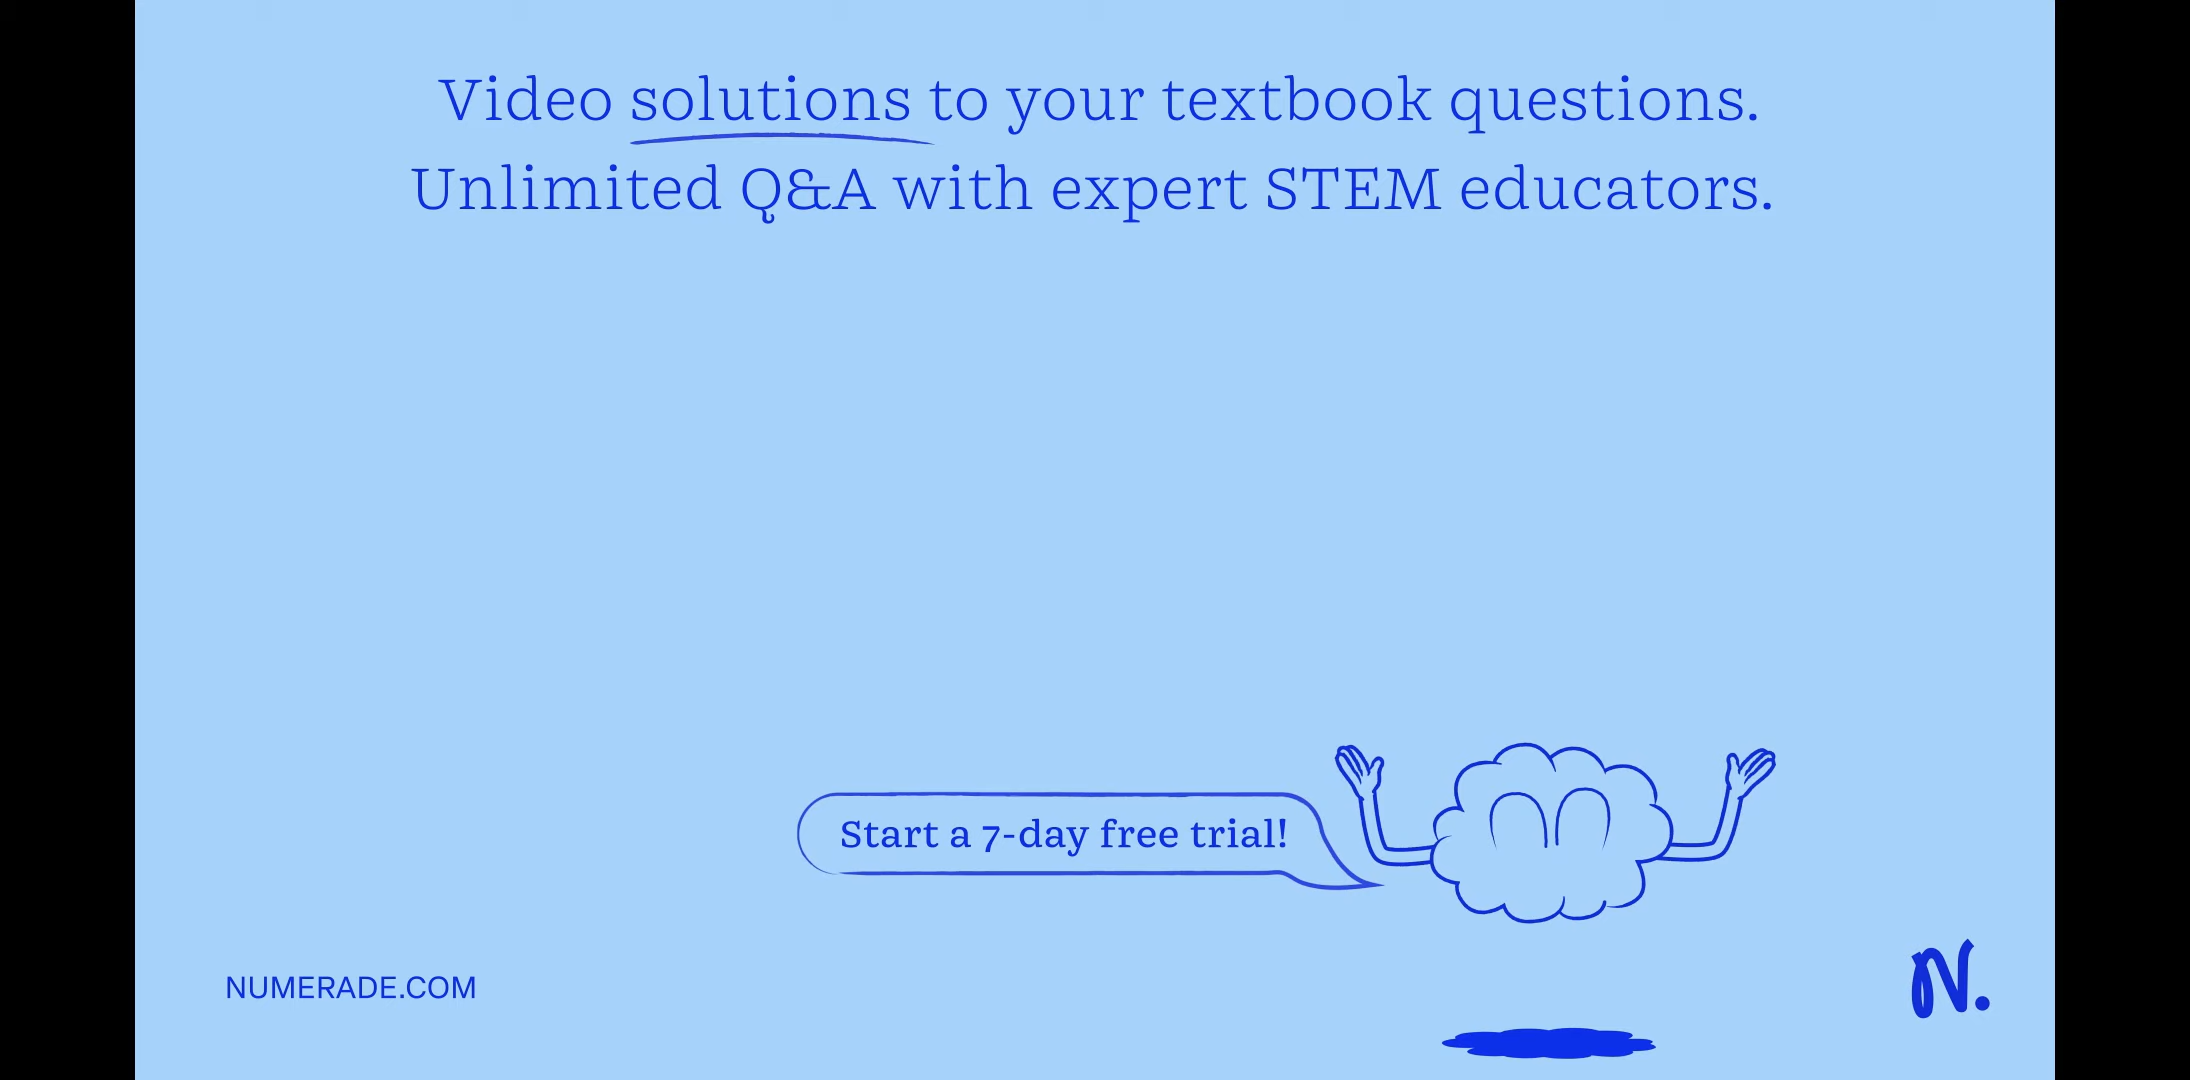 Video solutions to your textbook questions.
Unlimited Q&A with expert STEM educators.
Start a 7-day free trial!
NUMERADE.COM
N.